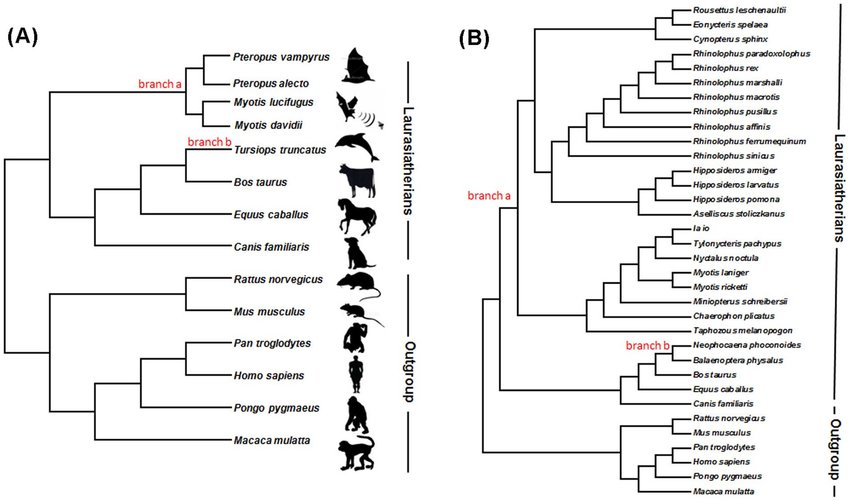 (A)
Pteropus vampyrus
branch a
Pteropus alecto
Myotis lucifugus
Myotis davidii
branch b
Tursiops truncatus
Bos taurus
Equus caballus
Canis familiaris
Rattus norvegicus
Mus musculus
Pan troglodytes
Homo sapiens
Pongo pygmaeus
Macaca mulatta
Laurasiatherians
Outgroup
(B)
Rousettus leschenaultii
Eonycteris spelaea
Cynopterus sphinx
Rhinolophus paradoxolophus
Rhinolophus rex
Rhinolophus marshalli
Rhinolophus macrotis
Rhinolophus pusillus
Rhinolophus affinis
Rhinolophus ferrumequinum
Rhinolophus sinicus
Hipposideros armiger
branch a
Hipposideros larvatus
Hipposideros pomona
Aselliscus stoliczkanus
Ia io
Tylonycteris pachypus
Nyctalus noctula
Myotis laniger
Myotis ricketti
Miniopterus schreibersii
Chaerephon plicatus
Taphozous melanopogon
branch b
Neophocaena phoconoides
Balaenoptera physalus
Bos taurus
Equus caballus
Canis familiaris
Rattus norvegicus
Mus musculus
Pan troglodytes
Homo sapiens
Pongo pygmaeus
Macaca mulatta
Laurasiatherians
Outgroup